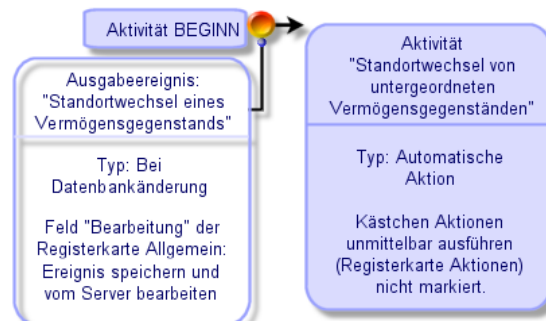 Aktivität BEGINN
Ausgabeereignis:
"Standortwechsel eines
Vermögensgegenstands"
Typ: Bei
Datenbankänderung
Feld "Bearbeitung" der
Registerkarte Allgemein:
Ereignis speichern und
vom Server bearbeiten
Aktivität
"Standortwechsel von
untergeordneten
Vermögensgegenständen"
Typ: Automatische
Aktion
Kästchen Aktionen
unmittelbar ausführen
(Registerkarte Aktionen)
nicht markiert.